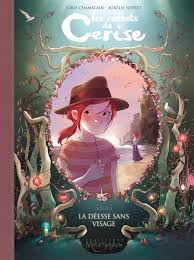 JORIS CHAMBLAIN & AURÉLIE NEYRET
les carnets
de
Cerise
LA DÉESSE SANS
VISAGE